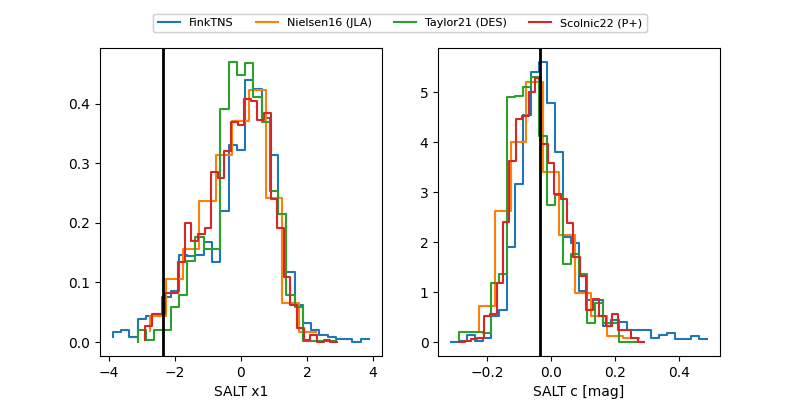 FinkTNS Nielsen16 (JLA) Taylor21 (DES) Scolnic22 (P+)
0.4
0.3
0.2
0.1
0.0
−4 −2 0 2 4
SALT x1
5
4
3
2
1
0
−0.2 0.0 0.2 0.4
SALT c [mag]